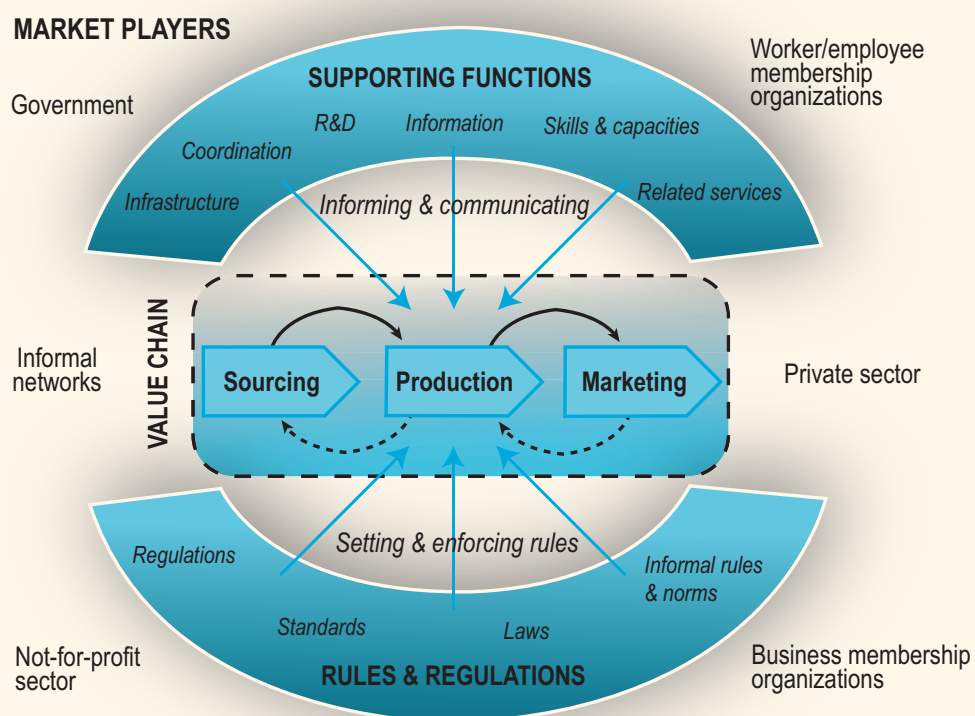 MARKET PLAYERS
Government
Worker/employee
membership
organizations
SUPPORTING FUNCTIONS
R&D
Information
Skills & capacities
Coordination
Infrastructure
Related services
Informing & communicating
VALUE CHAIN
Informal
networks
Sourcing
Production
Marketing
Private sector
Setting & enforcing rules
Regulations
Informal rules
& norms
Standards
Laws
RULES & REGULATIONS
Not-for-profit
sector
Business membership
organizations